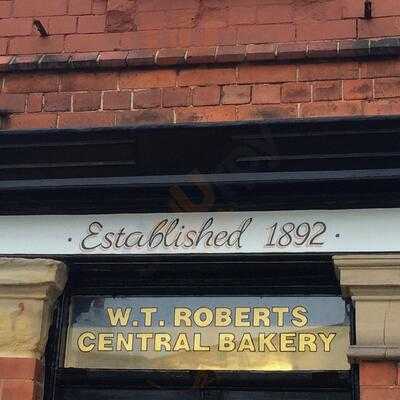 · Established 1892 ·
W.T. ROBERTS
CENTRAL BAKERY